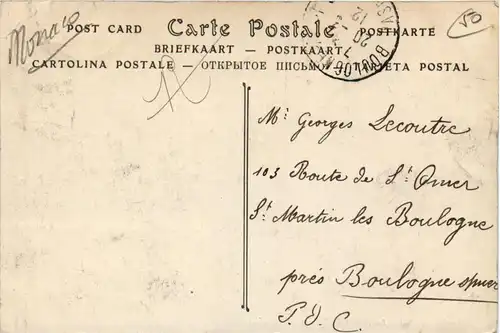 Monaco
POST CARD Carte Postale POSTKARTE
BRIEFKAART — POSTKAART
CARTOLINA POSTALE — ОТКРЫТОЕ ПИСЬМО — TARJETA POSTAL
50
BOULOGNE
Mr Georges Lecoutre
103 Route de St Omer
St Martin les Boulogne
près Boulogne s/mer
P. d. C.